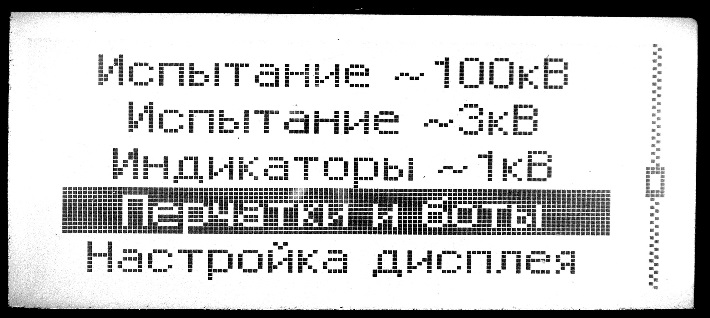 Испытание ~100кВ
Испытание ~3кВ
Индикаторы ~1кВ
Перчатки и боты
Настройка дисплея